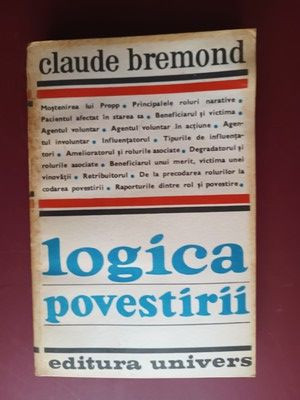 claude bremond
Moștenirea lui Propp • Principalele roluri narative •
Pacientul afectat în starea sa • Beneficiarul și victima •
Agentul voluntar • Agentul voluntar în acțiune • Agen-
tul involuntar • Influențatorul • Tipurile de influența-
tori • Amelioratorul și rolurile asociate • Degradatorul și
rolurile asociate • Beneficiarul unui merit, victima unei
vinovății • Retribuitorul • De la precodarea rolurilor la
codarea povestirii • Raporturile dintre rol și povestire •
logica
povestirii
editura univers